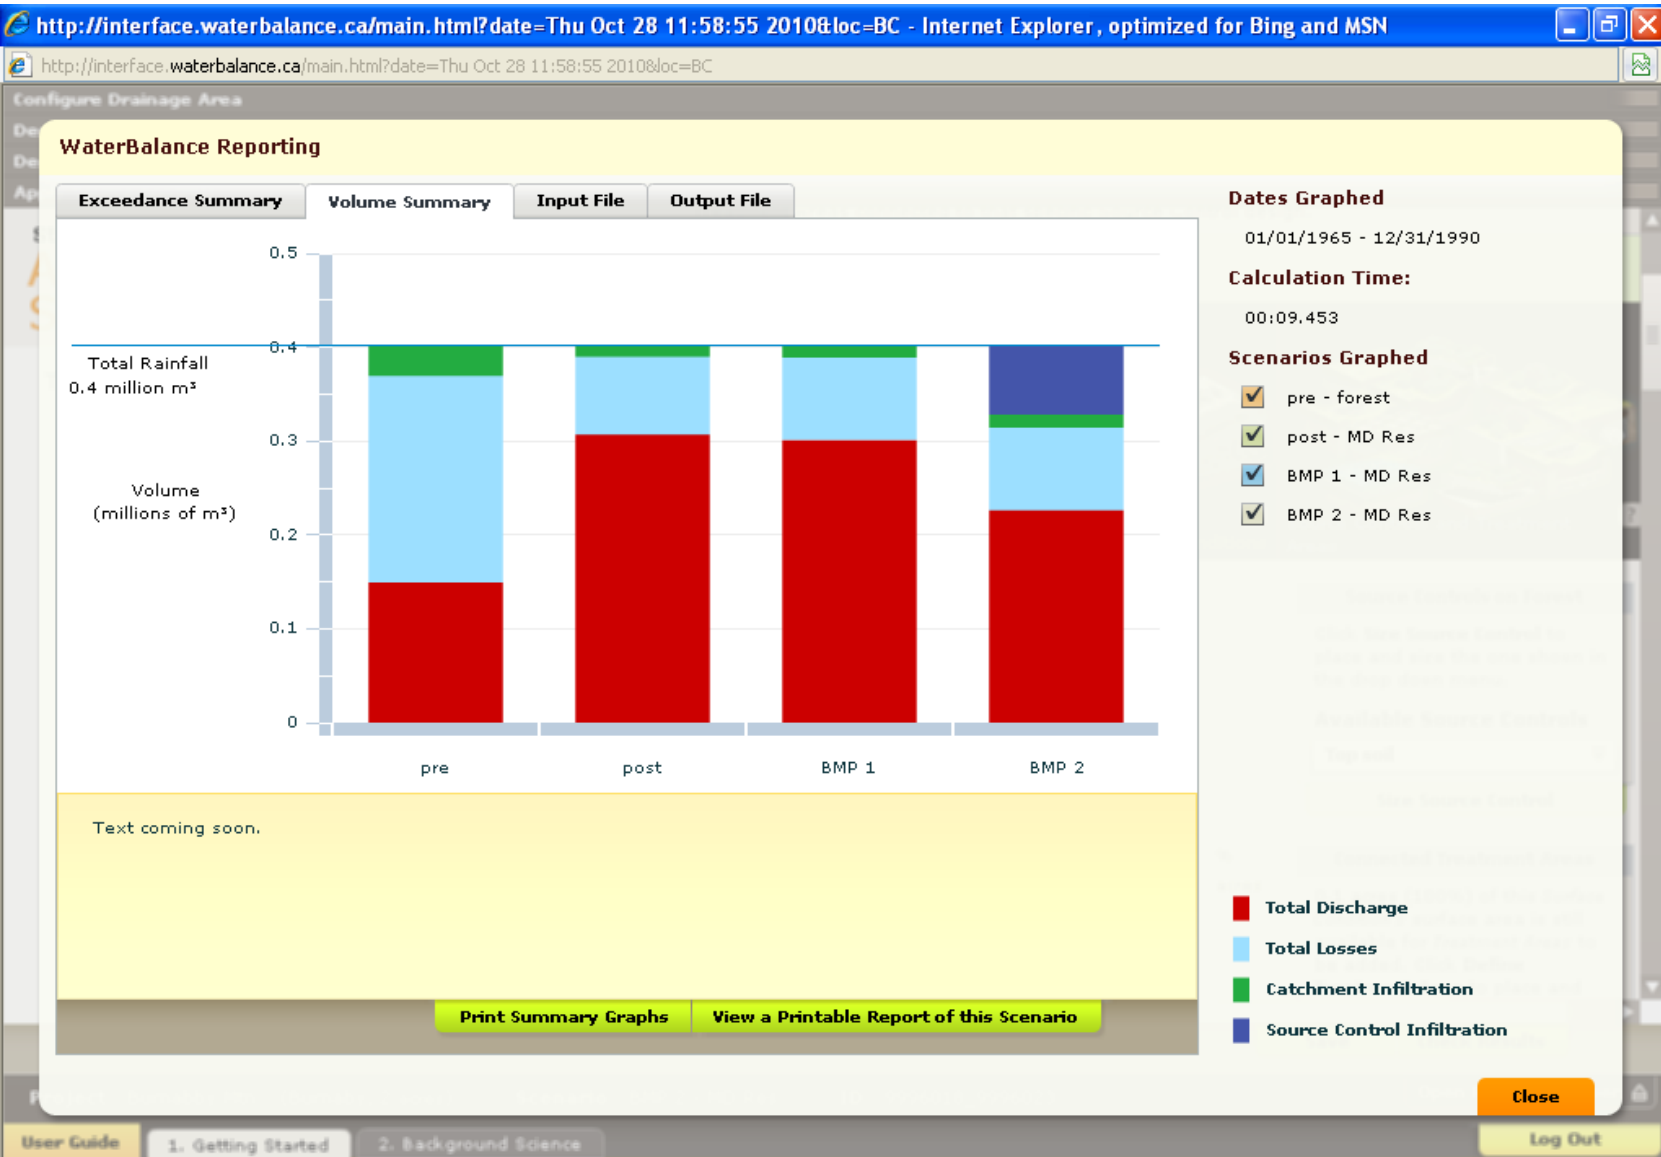 http://interface.waterbalance.ca/main.html?date=Thu Oct 28 11:58:55 2010&loc=BC - Internet Explorer, optimized for Bing and MSN
http://interface.waterbalance.ca/main.html?date=Thu Oct 28 11:58:55 2010&loc=BC
Configure Drainage Area
WaterBalance Reporting
Exceedance Summary
Volume Summary
Input File
Output File
0.5
0.4
Total Rainfall
0.4 million m³
0.3
Volume
(millions of m³)
0.2
0.1
0
pre
post
BMP 1
BMP 2
Text coming soon.
Print Summary Graphs
View a Printable Report of this Scenario
Dates Graphed
01/01/1965 - 12/31/1990
Calculation Time:
00:09.453
Scenarios Graphed
pre - forest
post - MD Res
BMP 1 - MD Res
BMP 2 - MD Res
Total Discharge
Total Losses
Catchment Infiltration
Source Control Infiltration
Close
User Guide
1. Getting Started
2. Background Science
Log Out